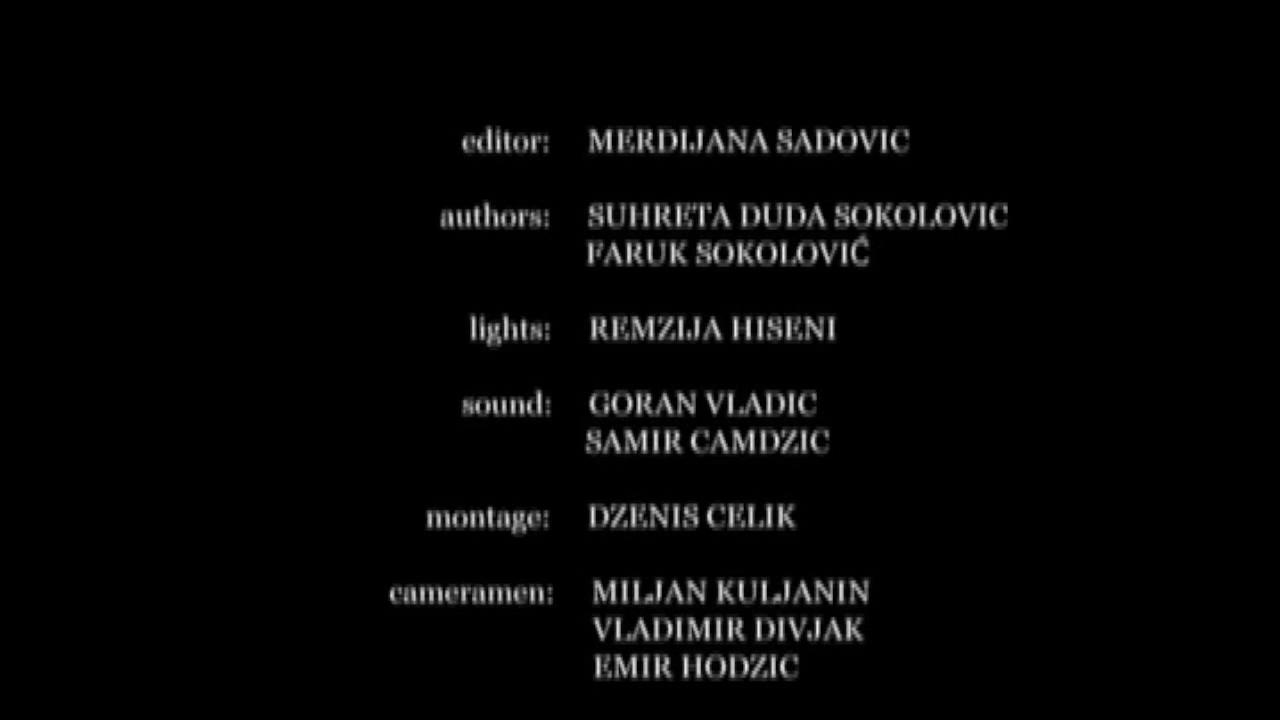 editor: MERDIJANA SADOVIC
authors: SUHRETA DUDA SOKOLOVIC
FARUK SOKOLOVIĆ
lights: REMZIJA HISENI
sound: GORAN VLADIC
SAMIR CAMDZIC
montage: DZENIS CELIK
cameramen: MILJAN KULJANIN
VLADIMIR DIVJAK
EMIR HODZIC